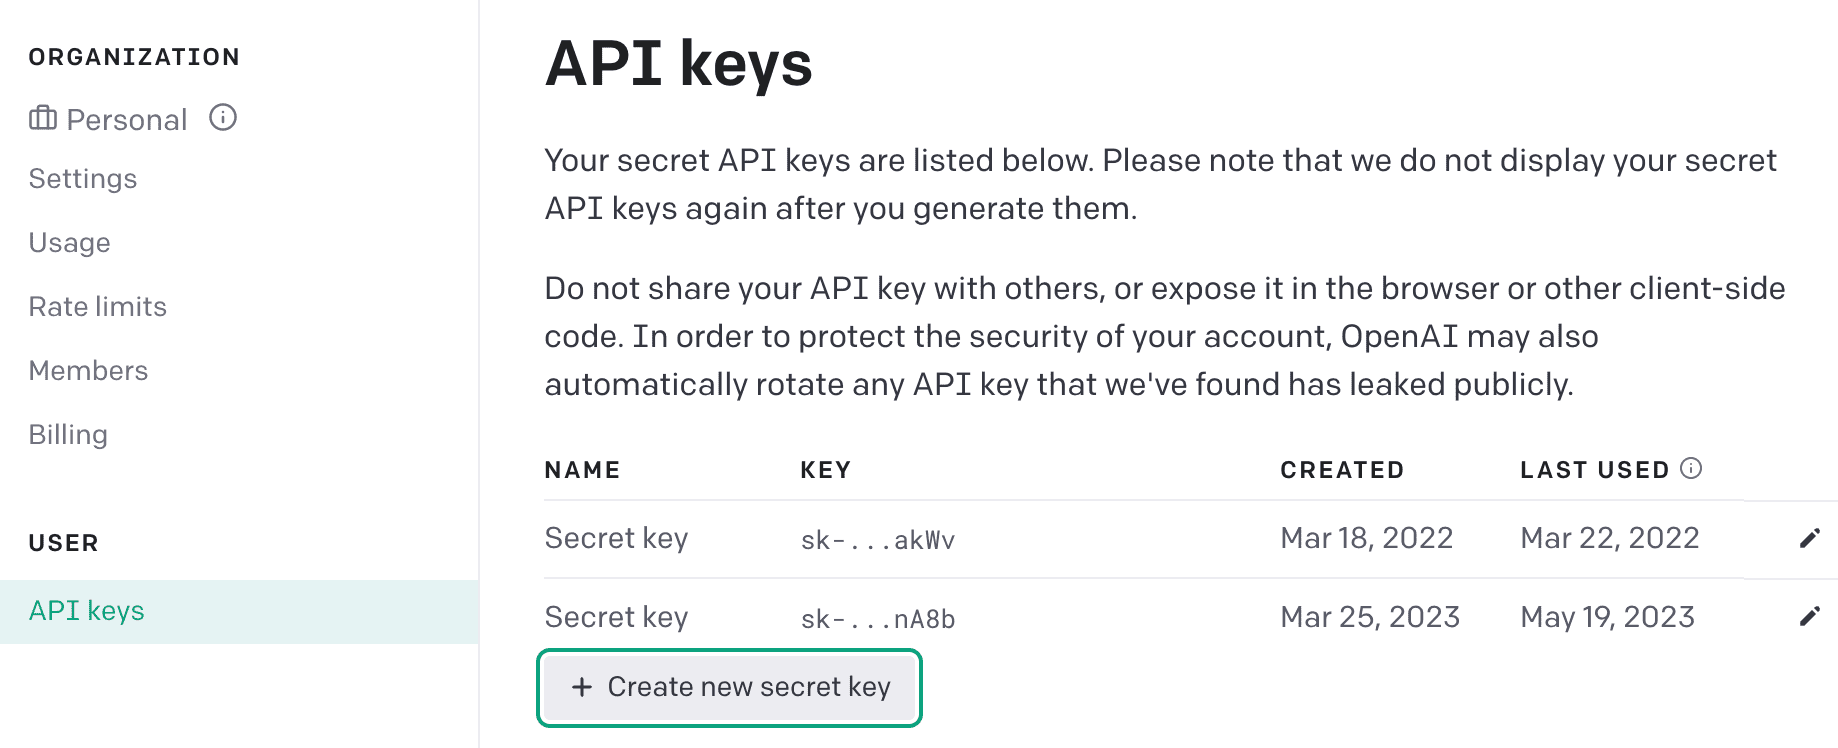 ORGANIZATION
Personal
Settings
Usage
Rate limits
Members
Billing
USER
API keys
API keys
Your secret API keys are listed below. Please note that we do not display your secret
API keys again after you generate them.
Do not share your API key with others, or expose it in the browser or other client-side
code. In order to protect the security of your account, OpenAI may also
automatically rotate any API key that we've found has leaked publicly.
NAME KEY CREATED LAST USED
Secret key sk-...akWv Mar 18, 2022 Mar 22, 2022
Secret key sk-...nA8b Mar 25, 2023 May 19, 2023
+ Create new secret key